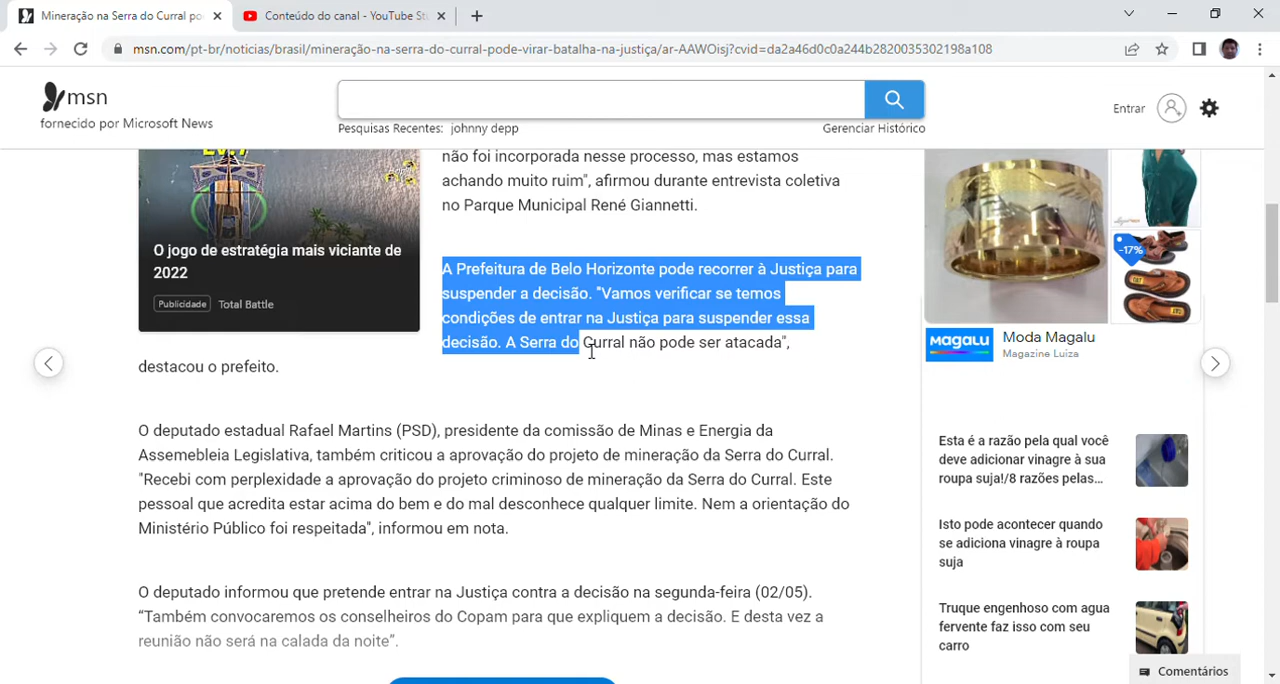 Mineração na Serra do Curral po
Conteúdo do canal - YouTube St
msn.com/pt-br/noticias/brasil/mineração-na-serra-do-curral-pode-virar-batalha-na-justiça/ar-AAWOisj?cvid=da2a46d0c0a244b2820035302198a108
msn
fornecido por Microsoft News
Pesquisas Recentes: johnny depp
Gerenciar Histórico
Entrar
O jogo de estratégia mais viciante de
2022
Publicidade Total Battle
não foi incorporada nesse processo, mas estamos
achando muito ruim", afirmou durante entrevista coletiva
no Parque Municipal René Giannetti.
A Prefeitura de Belo Horizonte pode recorrer à Justiça para
suspender a decisão. "Vamos verificar se temos
condições de entrar na Justiça para suspender essa
decisão. A Serra do Curral não pode ser atacada",
destacou o prefeito.
O deputado estadual Rafael Martins (PSD), presidente da comissão de Minas e Energia da
Assemebleia Legislativa, também criticou a aprovação do projeto de mineração da Serra do Curral.
"Recebi com perplexidade a aprovação do projeto criminoso de mineração da Serra do Curral. Este
pessoal que acredita estar acima do bem e do mal desconhece qualquer limite. Nem a orientação do
Ministério Público foi respeitada", informou em nota.
O deputado informou que pretende entrar na Justiça contra a decisão na segunda-feira (02/05).
“Também convocaremos os conselheiros do Copam para que expliquem a decisão. E desta vez a
reunião não será na calada da noite”.
-17%
MAGALU
Moda Magalu
Magazine Luiza
Esta é a razão pela qual você
deve adicionar vinagre à sua
roupa suja!/8 razões pelas...
Isto pode acontecer quando
se adiciona vinagre à roupa
suja
Truque engenhoso com agua
fervente faz isso com seu
carro
Comentários